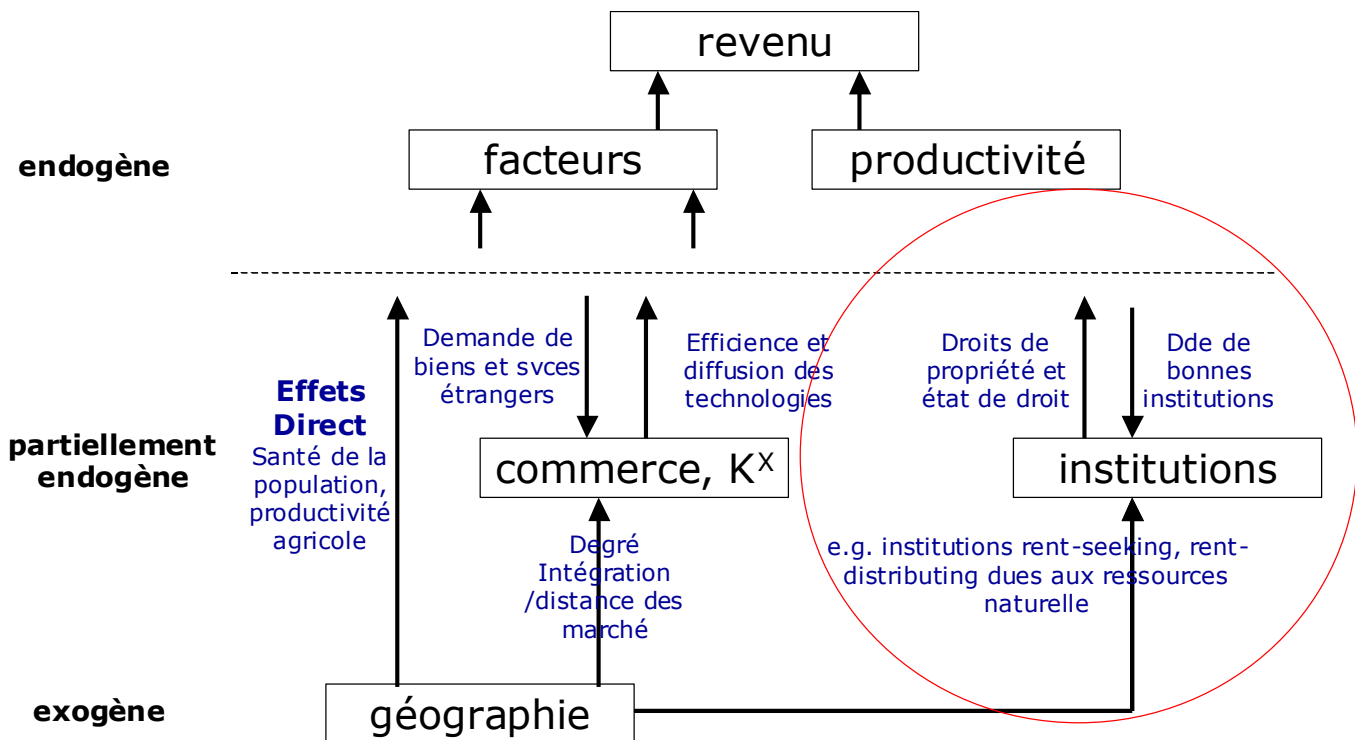 revenu
endogène
facteurs
productivité
Demande de
biens et svces
étrangers
Efficience et
diffusion des
technologies
Droits de
propriété et
état de droit
Dde de
bonnes
institutions
Effets
Direct
Santé de la
population,
productivité
agricole
partiellement
endogène
commerce, Kˣ
institutions
Degré
Intégration
/distance des
marché
e.g. institutions rent-seeking, rent-
distributing dues aux ressources
naturelle
exogène
géographie